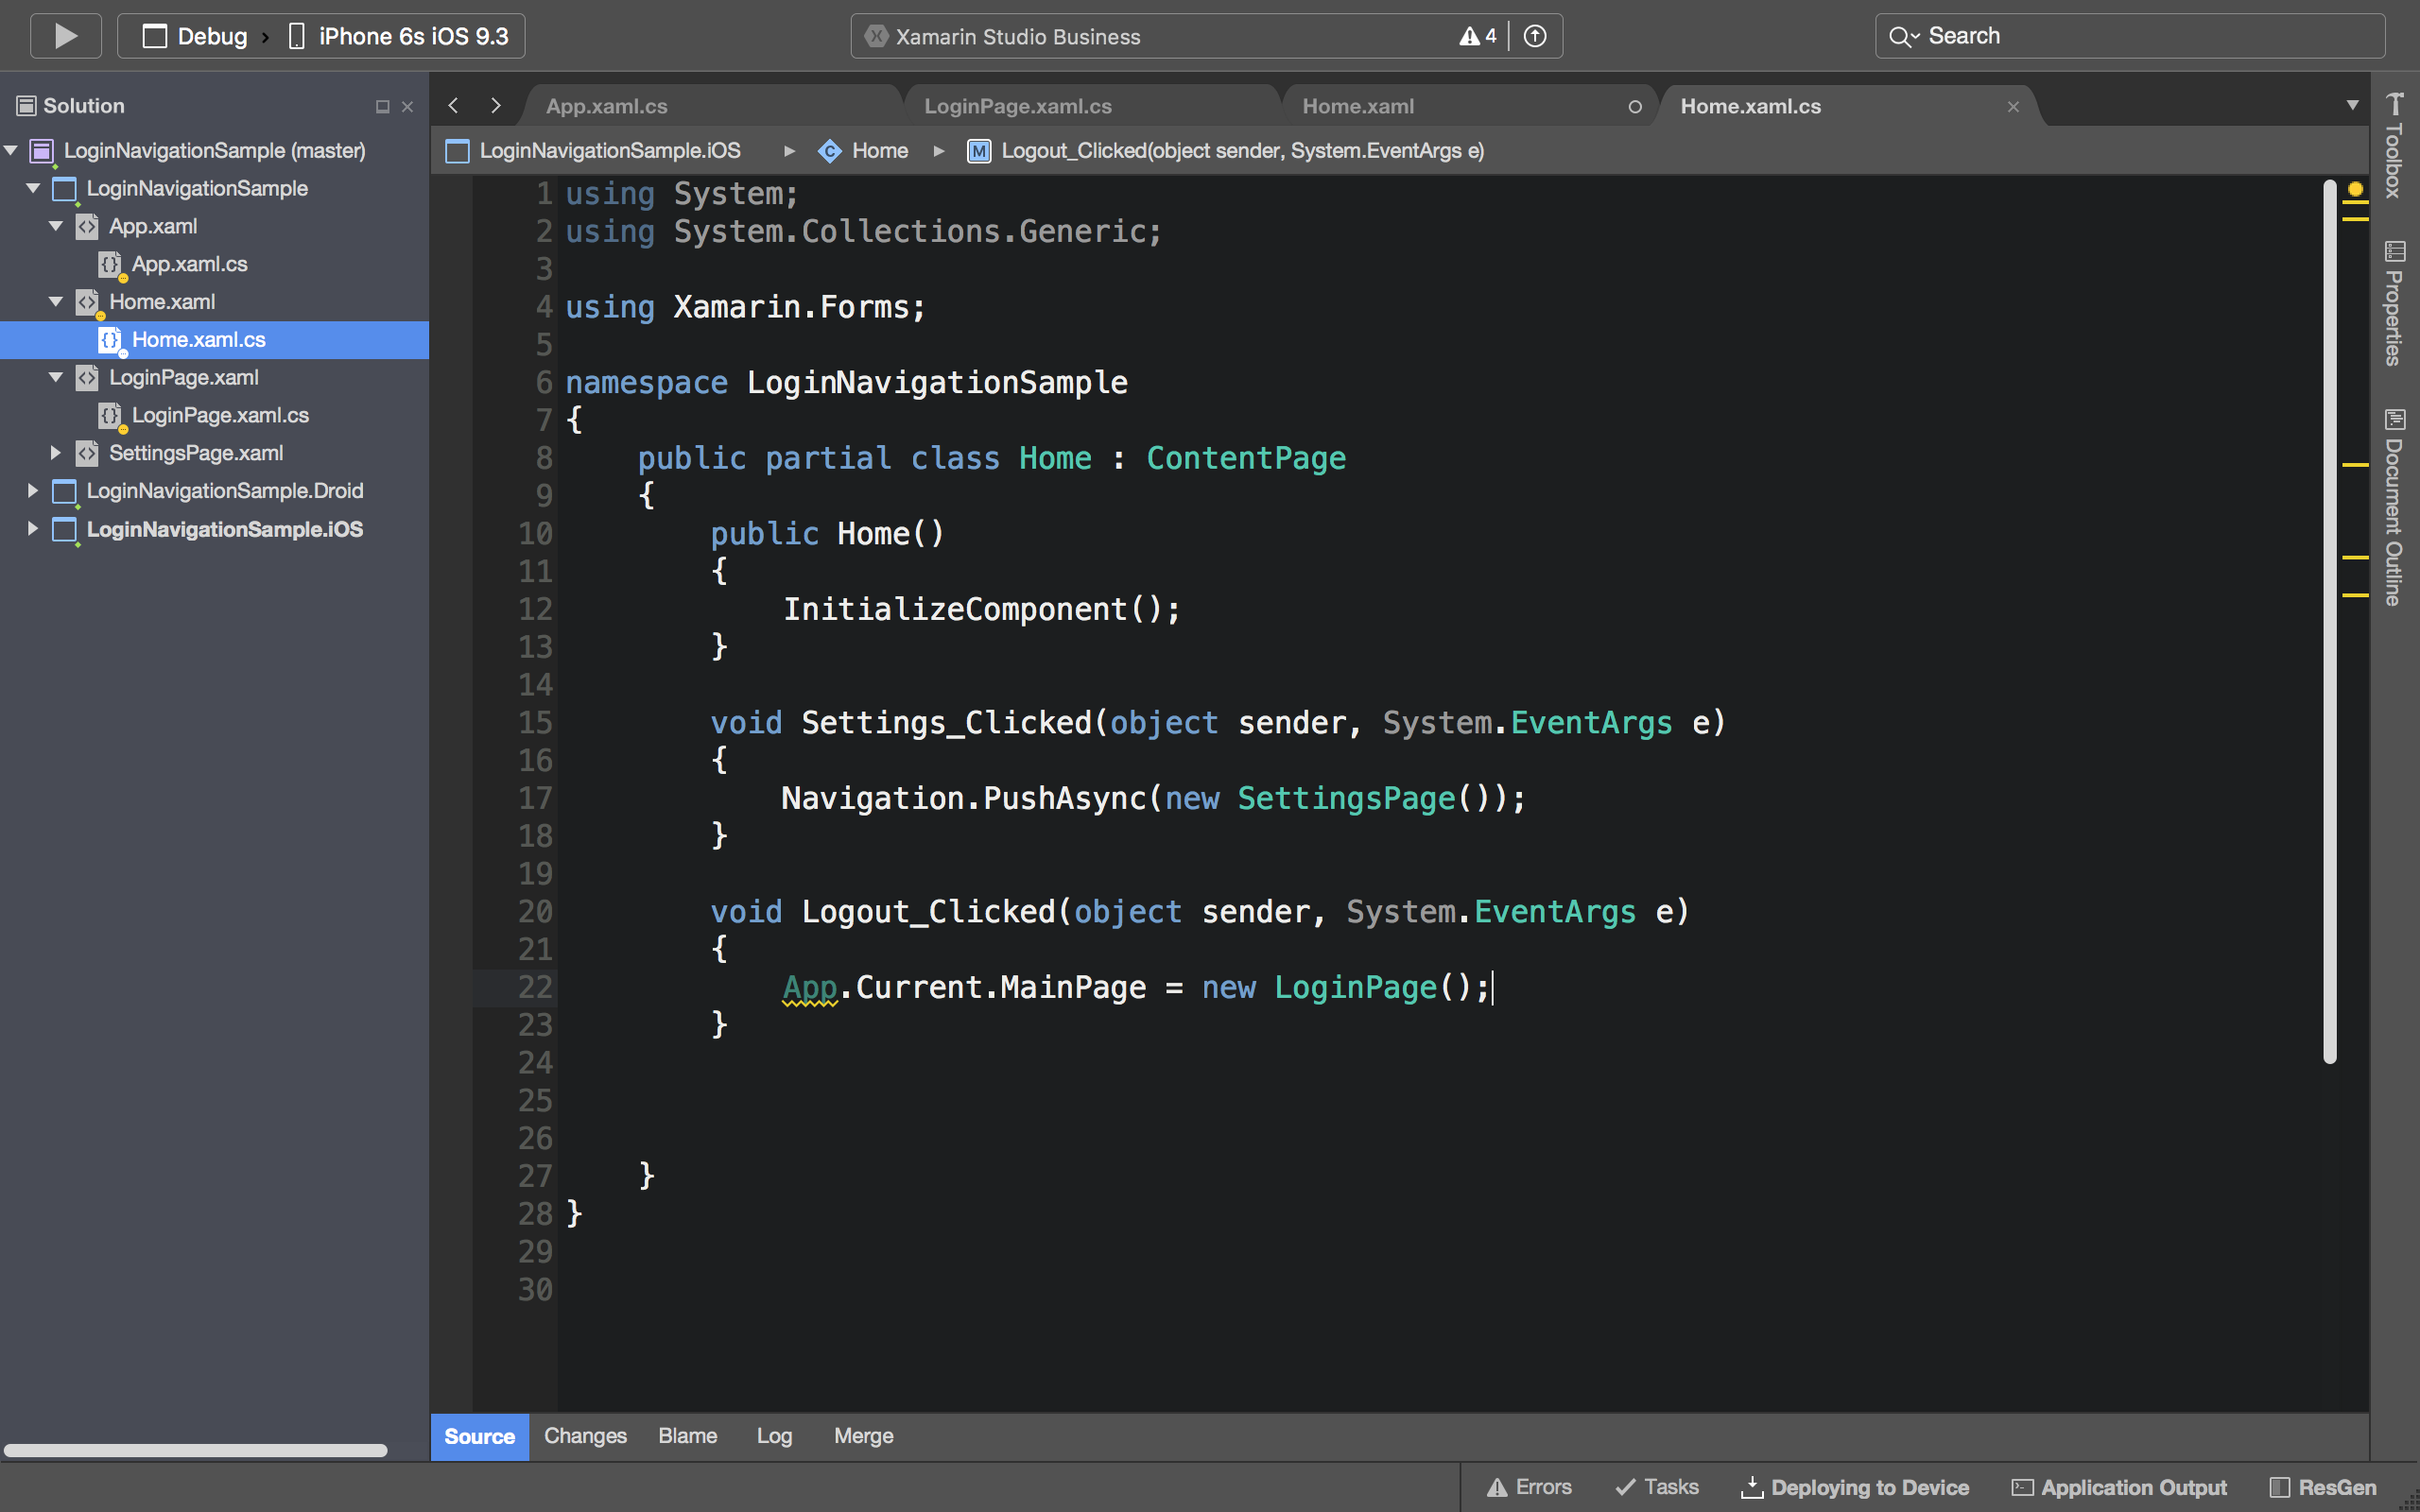 Debug › iPhone 6s iOS 9.3
Xamarin Studio Business
4
Search
Solution
LoginNavigationSample (master)
LoginNavigationSample
App.xaml
App.xaml.cs
Home.xaml
Home.xaml.cs
LoginPage.xaml
LoginPage.xaml.cs
SettingsPage.xaml
LoginNavigationSample.Droid
LoginNavigationSample.iOS
App.xaml.cs
LoginPage.xaml.cs
Home.xaml
Home.xaml.cs
LoginNavigationSample.iOS ▸ C Home ▸ M Logout_Clicked(object sender, System.EventArgs e)
1 using System;
2 using System.Collections.Generic;
3
4 using Xamarin.Forms;
5
6 namespace LoginNavigationSample
7 {
8     public partial class Home : ContentPage
9     {
10         public Home()
11         {
12             InitializeComponent();
13         }
14
15         void Settings_Clicked(object sender, System.EventArgs e)
16         {
17             Navigation.PushAsync(new SettingsPage());
18         }
19
20         void Logout_Clicked(object sender, System.EventArgs e)
21         {
22             App.Current.MainPage = new LoginPage();
23         }
24
25
26
27     }
28 }
29
30
Toolbox
Properties
Document Outline
Source Changes Blame Log Merge
Errors Tasks Deploying to Device Application Output ResGen